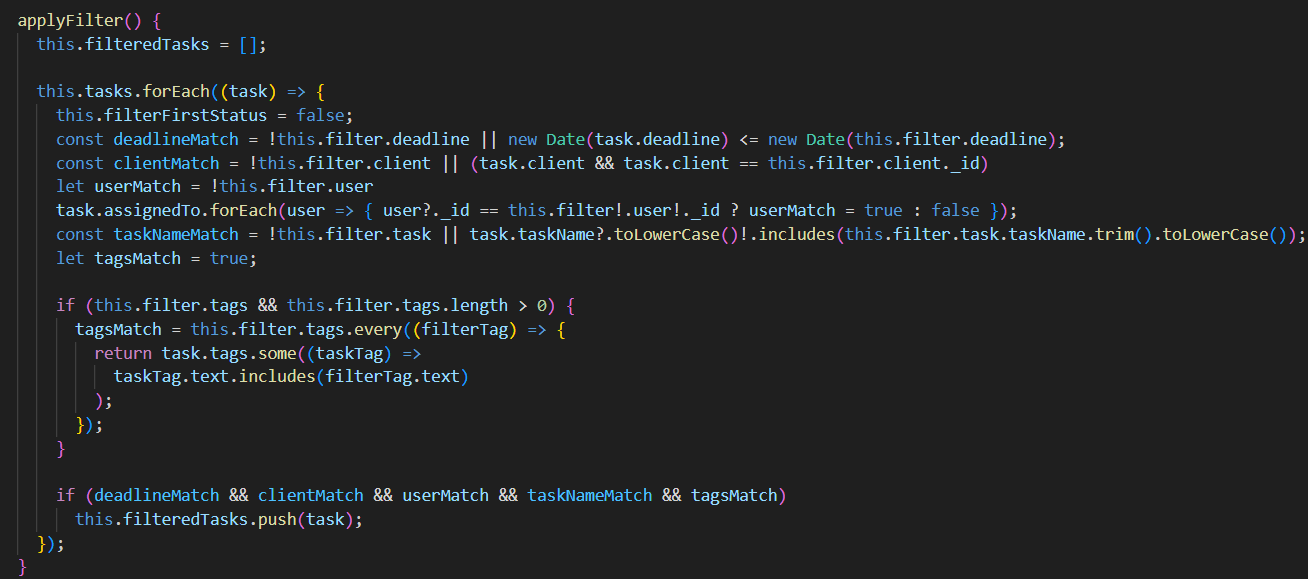 applyFilter() {
  this.filteredTasks = [];

  this.tasks.forEach((task) => {
    this.filterFirstStatus = false;
    const deadlineMatch = !this.filter.deadline || new Date(task.deadline) <= new Date(this.filter.deadline);
    const clientMatch = !this.filter.client || (task.client && task.client == this.filter.client._id)
    let userMatch = !this.filter.user
    task.assignedTo.forEach(user => { user?._id == this.filter!.user!._id ? userMatch = true : false });
    const taskNameMatch = !this.filter.task || task.taskName?.toLowerCase()!.includes(this.filter.task.taskName.trim().toLowerCase());
    let tagsMatch = true;

    if (this.filter.tags && this.filter.tags.length > 0) {
      tagsMatch = this.filter.tags.every((filterTag) => {
        return task.tags.some((taskTag) =>
          taskTag.text.includes(filterTag.text)
        );
      });
    }

    if (deadlineMatch && clientMatch && userMatch && taskNameMatch && tagsMatch)
      this.filteredTasks.push(task);
  });
}